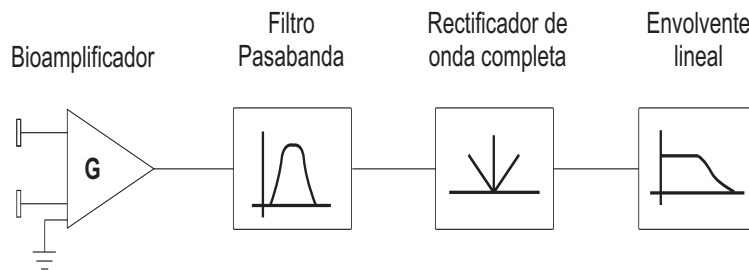 Bioamplificador
Filtro
Pasabanda
Rectificador de
onda completa
Envolvente
lineal
G